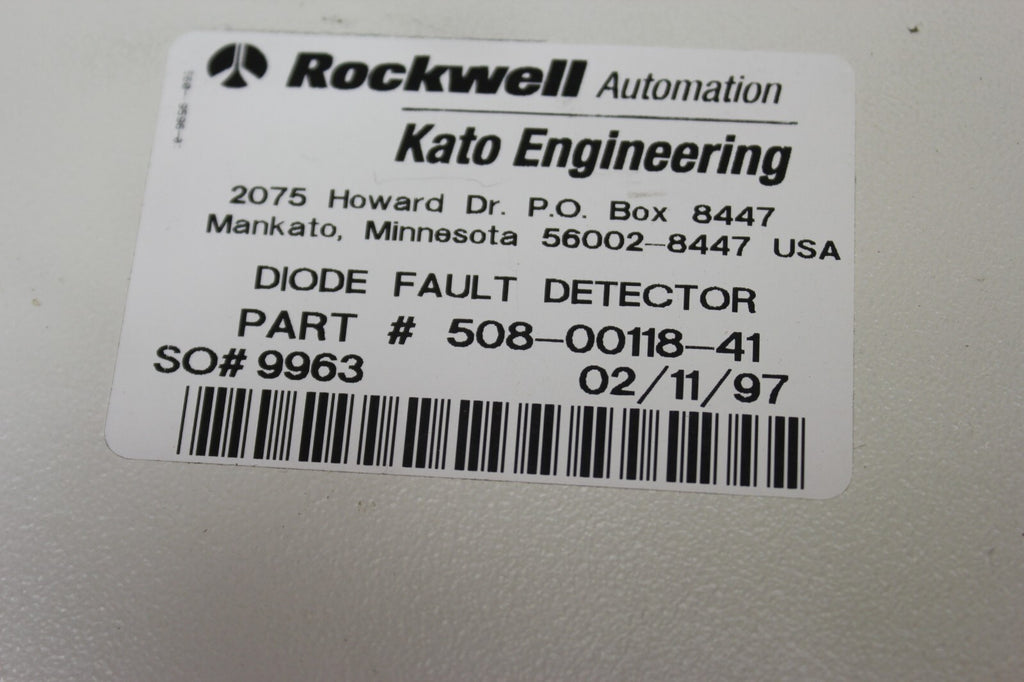 Rockwell Automation
Kato Engineering
2075 Howard Dr. P.O. Box 8447
Mankato, Minnesota 56002-8447 USA
DIODE FAULT DETECTOR
PART # 508-00118-41
SO# 9963 02/11/97